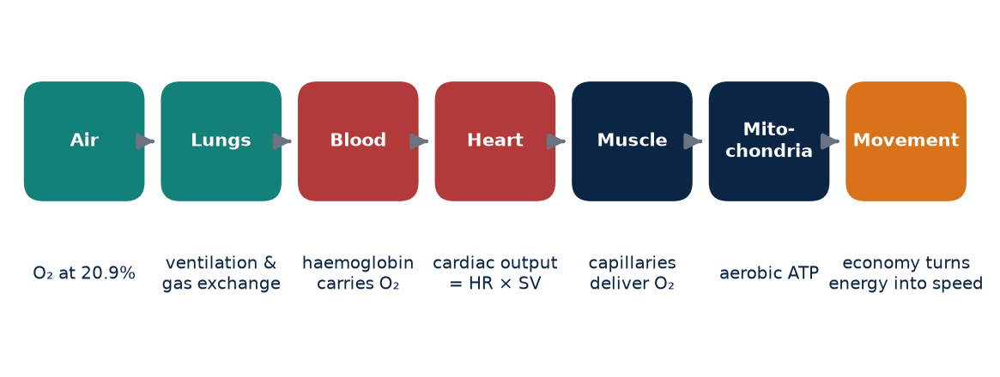 Air
Lungs
Blood
Heart
Muscle
Mito-
chondria
Movement
O₂ at 20.9%
ventilation &
gas exchange
haemoglobin
carries O₂
cardiac output
= HR × SV
capillaries
deliver O₂
aerobic ATP
economy turns
energy into speed